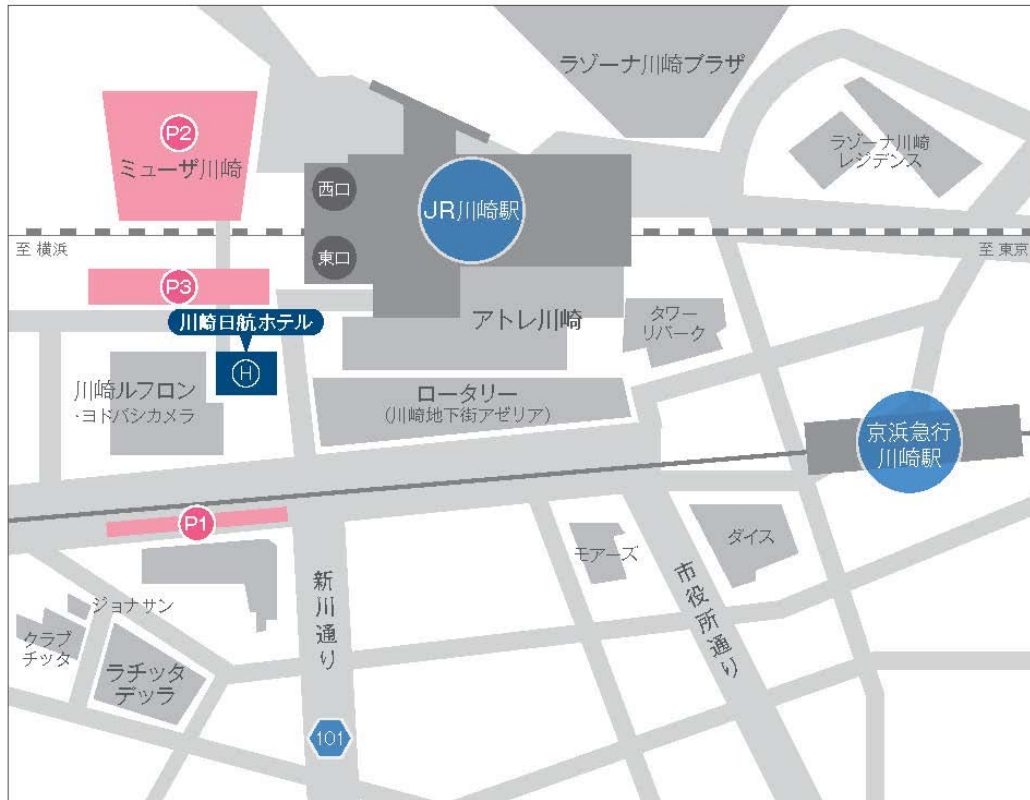 ラゾーナ川崎プラザ
P2
ミューザ川崎
ラゾーナ川崎
レジデンス
西口
JR川崎駅
東口
至 横浜
至 東京
P3
川崎日航ホテル
H
アトレ川崎
タワー
リバーク
川崎ルフロン
・ヨドバシカメラ
ロータリー
(川崎地下街アゼリア)
京浜急行
川崎駅
P1
モアーズ
ダイス
新川通り
市役所通り
ジョナサン
クラブ
チッタ
ラチッタ
デッラ
101